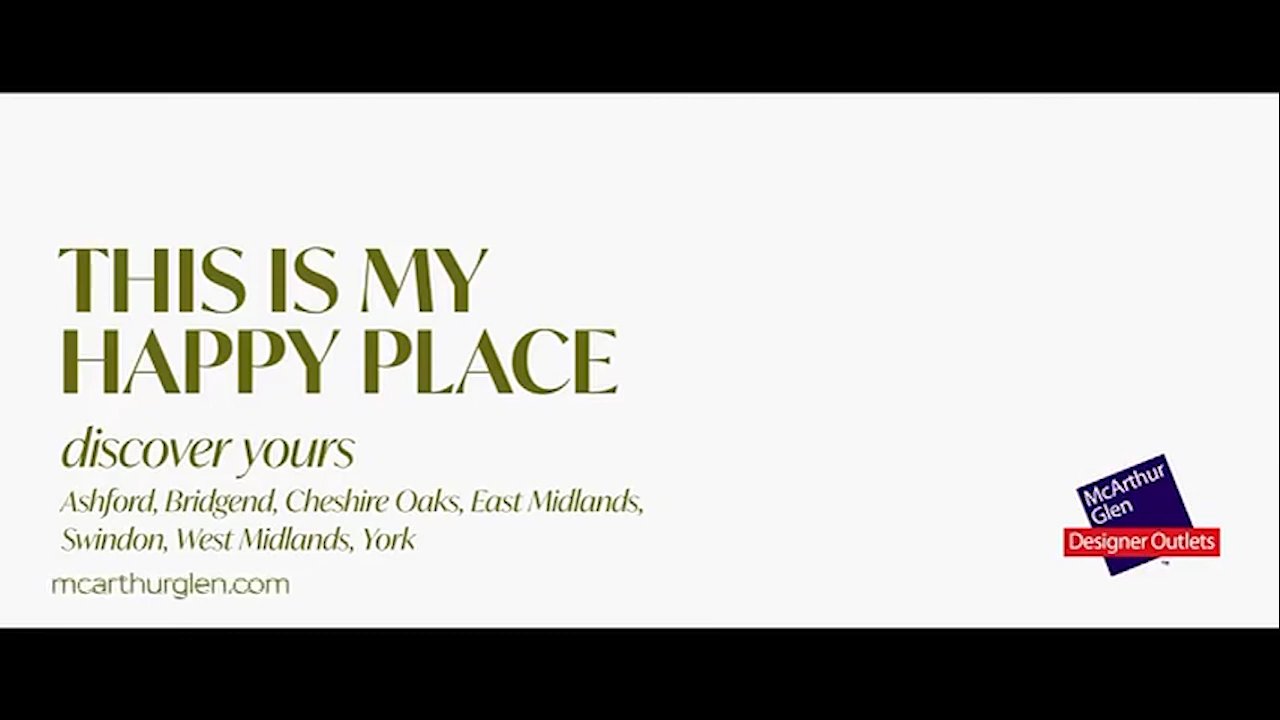 THIS IS MY
HAPPY PLACE
discover yours
Ashford, Bridgend, Cheshire Oaks, East Midlands,
Swindon, West Midlands, York
mcarthurglen.com
McArthur
Glen
Designer Outlets
™